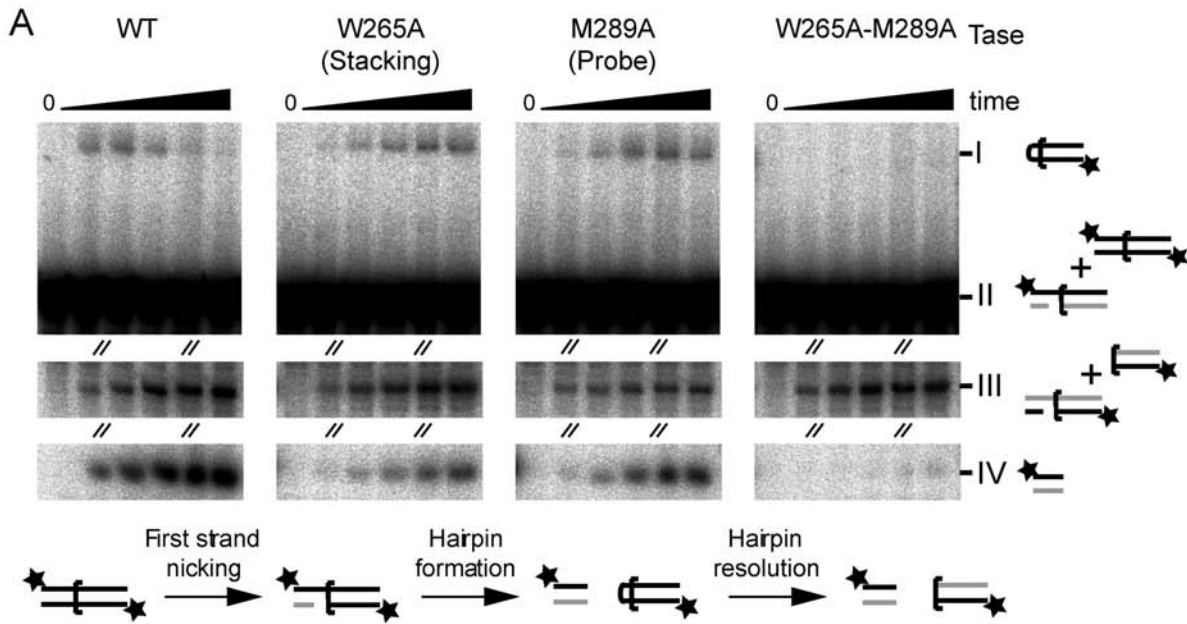 A
WT W265A M289A W265A-M289A Tase
(Stacking) (Probe)
0 0 0 0 time
I
+
II
// // // // // // // //
III
+
// // // // // // // //
IV
First strand Hairpin Hairpin
nicking formation resolution